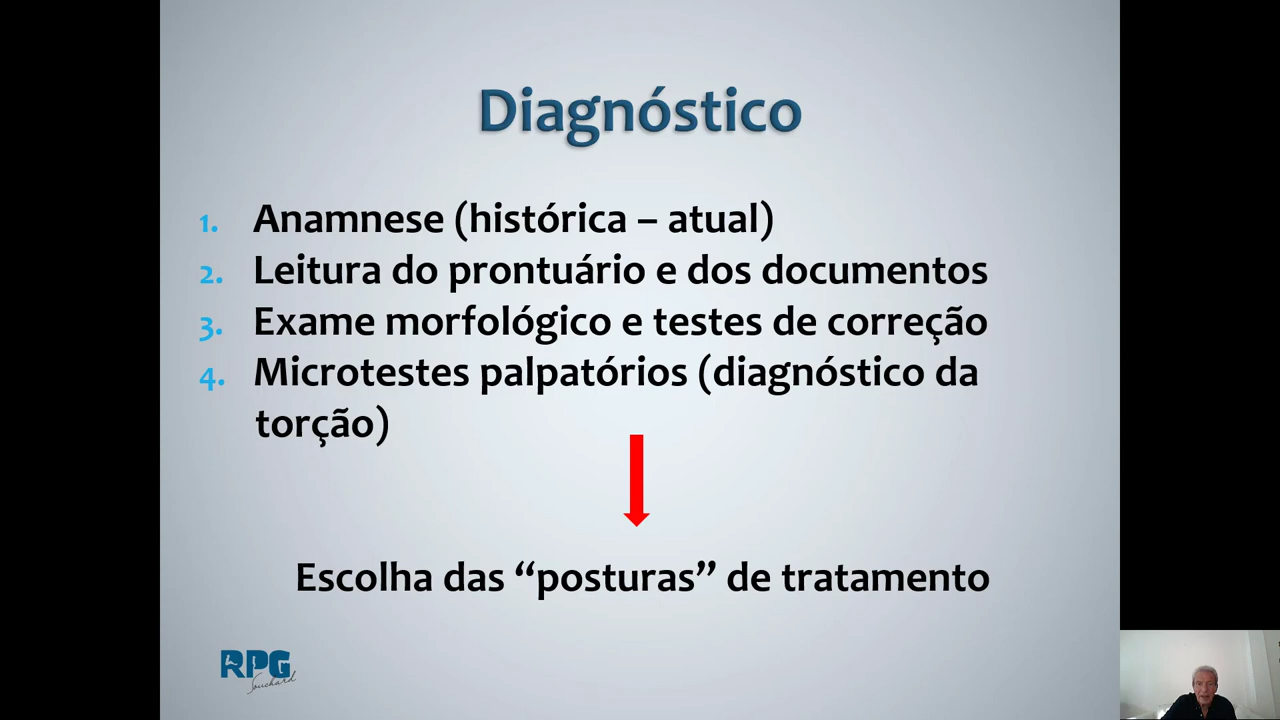 Diagnóstico
1. Anamnese (histórica – atual)
2. Leitura do prontuário e dos documentos
3. Exame morfológico e testes de correção
4. Microtestes palpatórios (diagnóstico da
torção)
Escolha das “posturas” de tratamento
RPG
Souchard